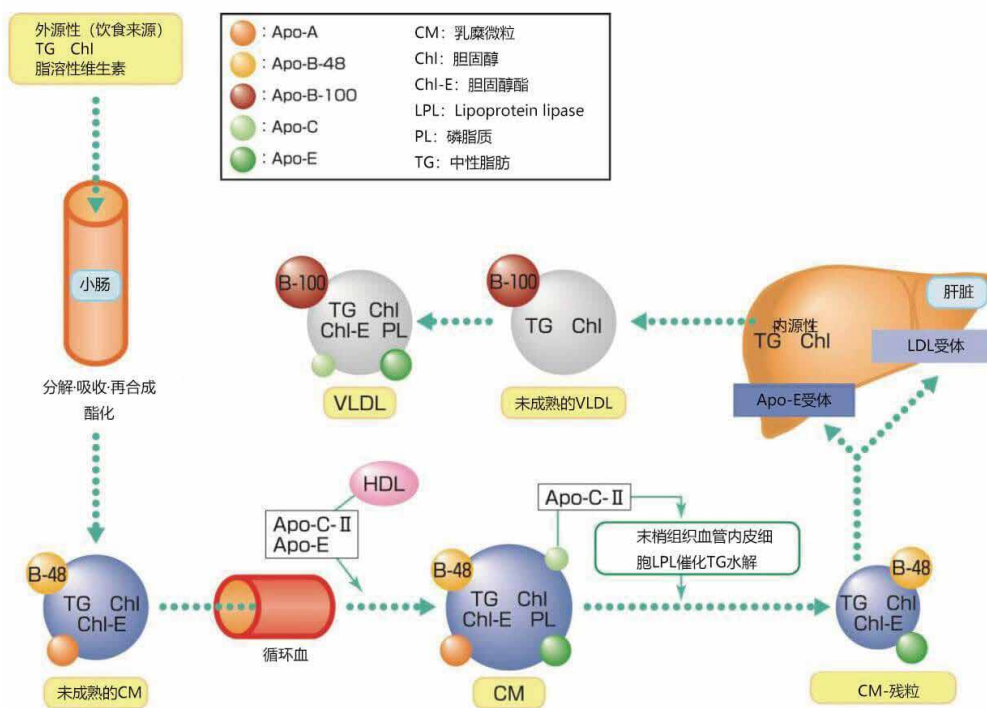 外源性（饮食来源）
TG Chl
脂溶性维生素
：Apo-A
：Apo-B-48
：Apo-B-100
：Apo-C
：Apo-E
CM：乳糜微粒
Chl：胆固醇
Chl-E：胆固醇酯
LPL：Lipoprotein lipase
PL：磷脂质
TG：中性脂肪
小肠
分解·吸收·再合成
酯化
B-100
TG Chl
Chl-E PL
VLDL
B-100
TG Chl
未成熟的VLDL
内源性
TG Chl
肝脏
LDL受体
Apo-E受体
HDL
Apo-C-Ⅱ
Apo-E
Apo-C-Ⅱ
末梢组织血管内皮细
胞LPL催化TG水解
B-48
TG Chl
Chl-E
未成熟的CM
循环血
B-48
TG Chl
Chl-E PL
CM
B-48
TG Chl
Chl-E
CM-残粒